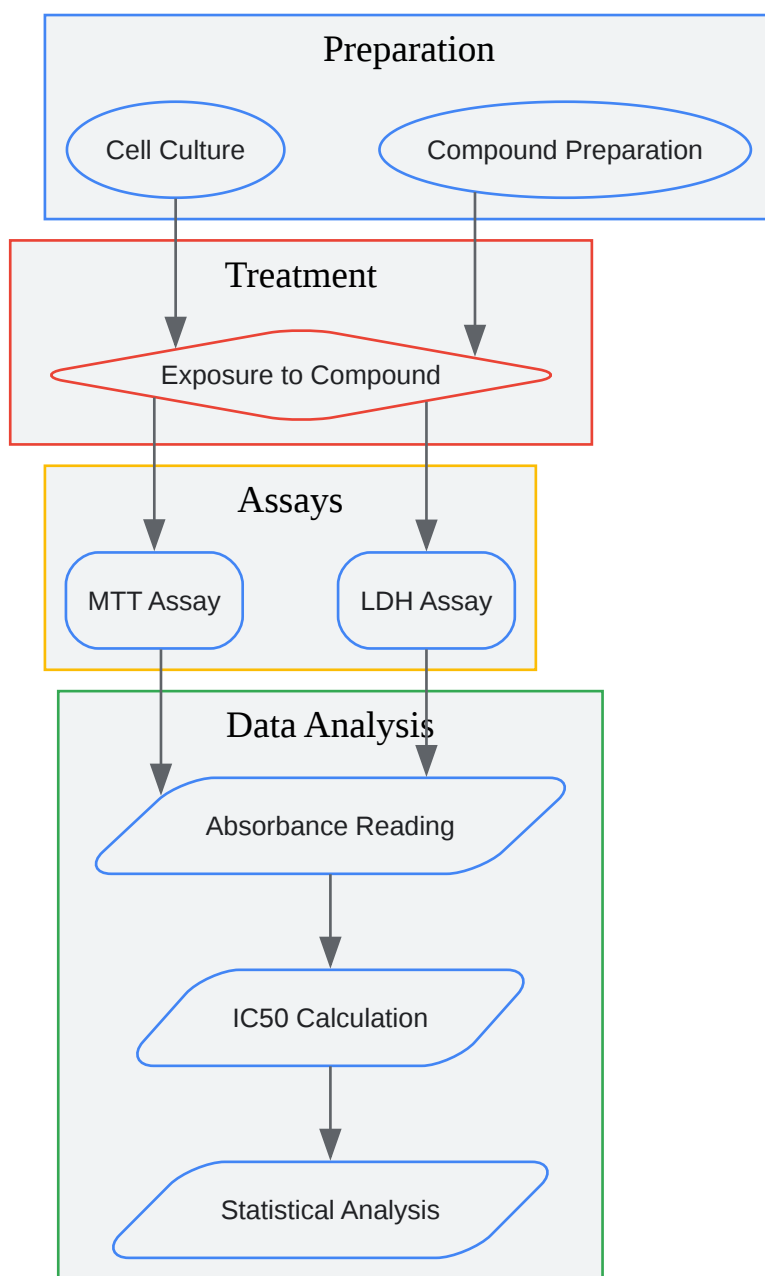 Preparation
Cell Culture
Compound Preparation
Treatment
Exposure to Compound
Assays
MTT Assay
LDH Assay
Data Analysis
Absorbance Reading
IC50 Calculation
Statistical Analysis